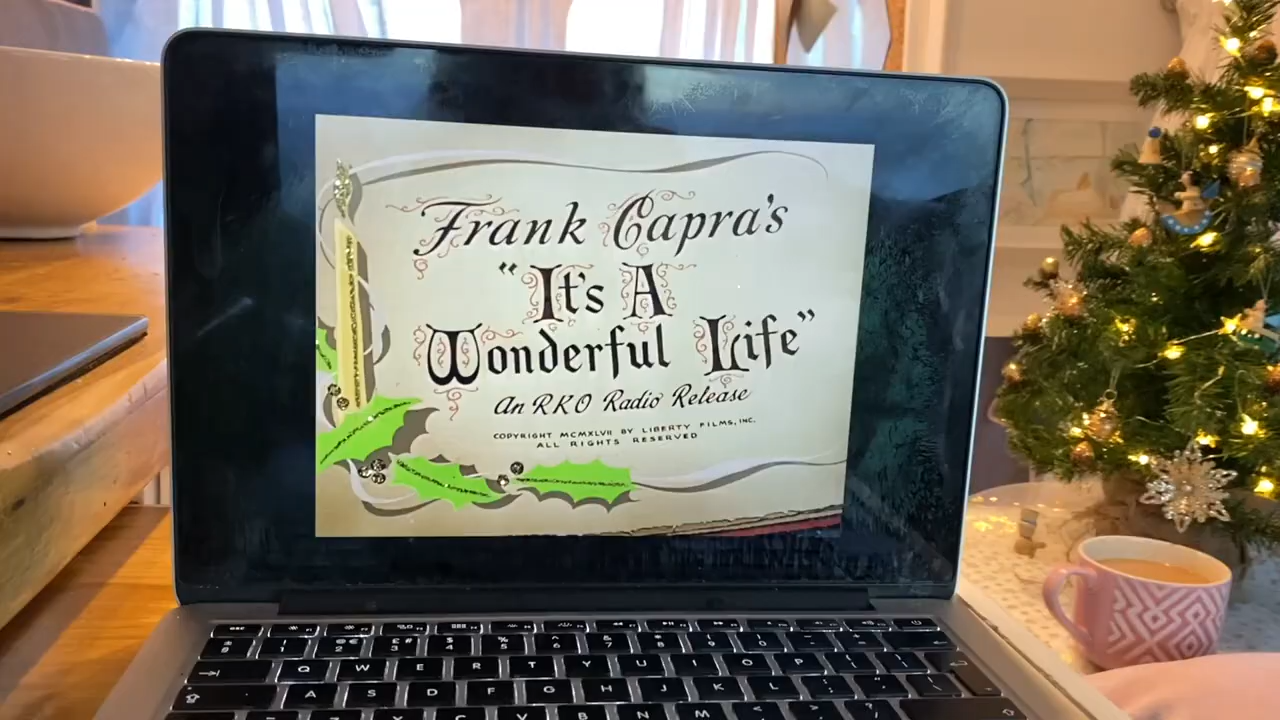 Frank Capra's
"It's A
Wonderful Life"
An RKO Radio Release
COPYRIGHT MCMXLVII BY LIBERTY FILMS, INC.
ALL RIGHTS RESERVED
Q W E R T Y U I O P
A S D F G H J K L
Z X C V B N M